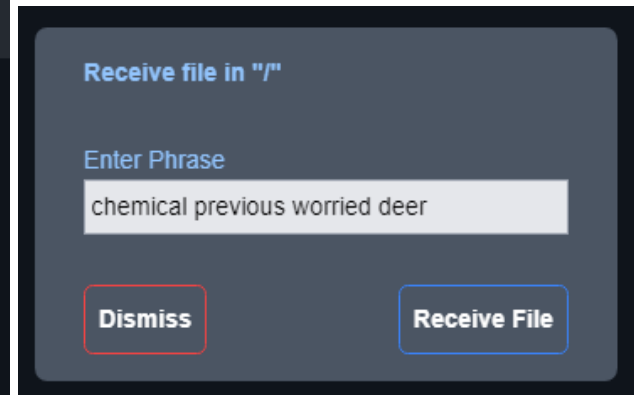 Receive file in "/"
Enter Phrase
chemical previous worried deer
Dismiss
Receive File